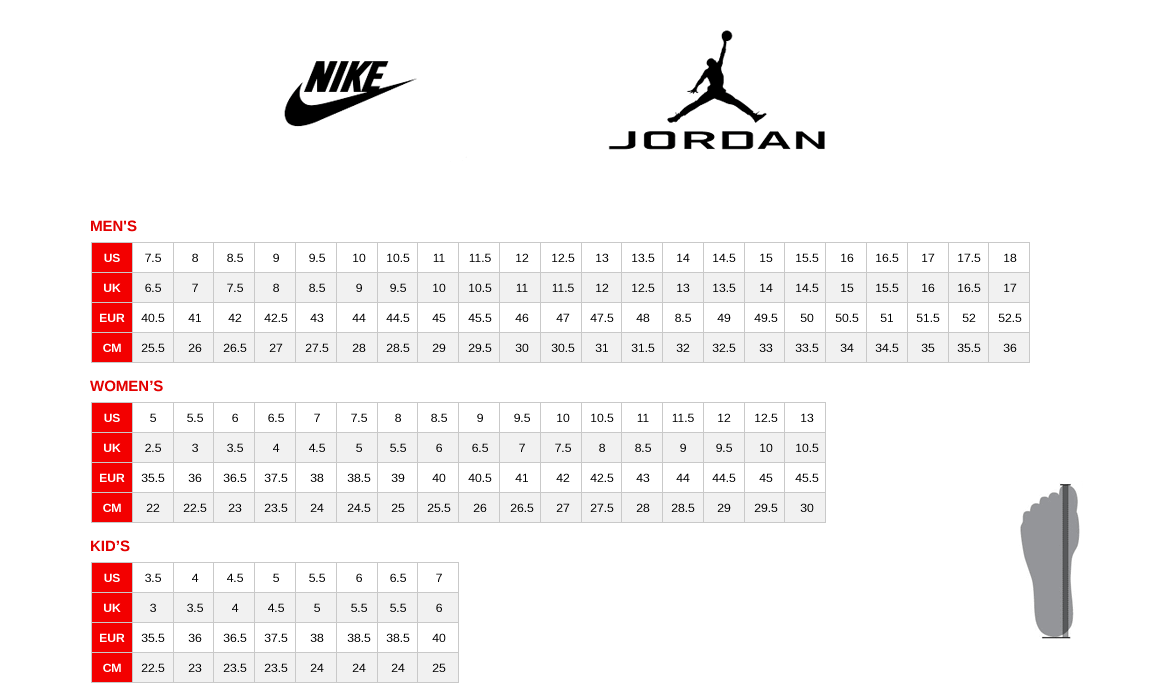 NIKE
JORDAN
MEN'S
US 7.5 8 8.5 9 9.5 10 10.5 11 11.5 12 12.5 13 13.5 14 14.5 15 15.5 16 16.5 17 17.5 18
UK 6.5 7 7.5 8 8.5 9 9.5 10 10.5 11 11.5 12 12.5 13 13.5 14 14.5 15 15.5 16 16.5 17
EUR 40.5 41 42 42.5 43 44 44.5 45 45.5 46 47 47.5 48 8.5 49 49.5 50 50.5 51 51.5 52 52.5
CM 25.5 26 26.5 27 27.5 28 28.5 29 29.5 30 30.5 31 31.5 32 32.5 33 33.5 34 34.5 35 35.5 36
WOMEN’S
US 5 5.5 6 6.5 7 7.5 8 8.5 9 9.5 10 10.5 11 11.5 12 12.5 13
UK 2.5 3 3.5 4 4.5 5 5.5 6 6.5 7 7.5 8 8.5 9 9.5 10 10.5
EUR 35.5 36 36.5 37.5 38 38.5 39 40 40.5 41 42 42.5 43 44 44.5 45 45.5
CM 22 22.5 23 23.5 24 24.5 25 25.5 26 26.5 27 27.5 28 28.5 29 29.5 30
KID’S
US 3.5 4 4.5 5 5.5 6 6.5 7
UK 3 3.5 4 4.5 5 5.5 5.5 6
EUR 35.5 36 36.5 37.5 38 38.5 38.5 40
CM 22.5 23 23.5 23.5 24 24 24 25